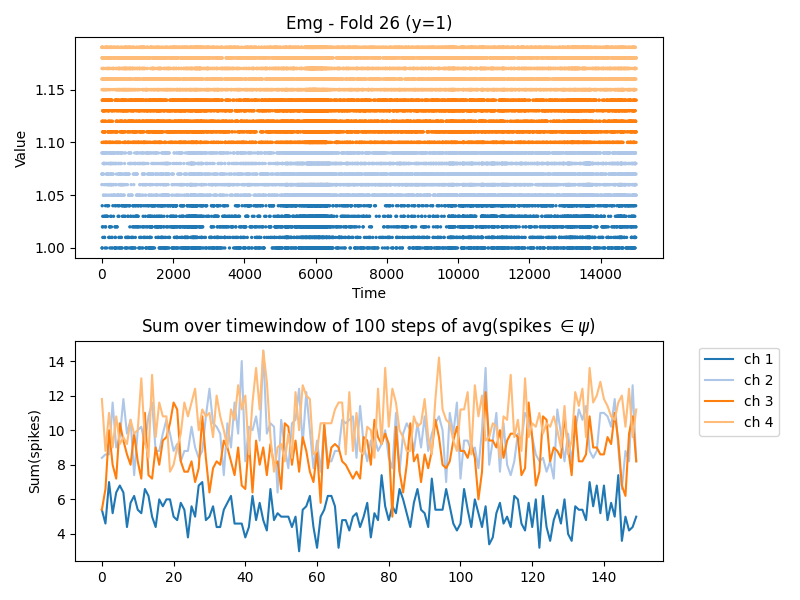 Emg - Fold 26 (y=1)
Value
1.15
1.10
1.05
1.00
0 2000 4000 6000 8000 10000 12000 14000
Time
Sum over timewindow of 100 steps of avg(spikes ∈ ψ)
Sum(spikes)
14
12
10
8
6
4
0 20 40 60 80 100 120 140
ch 1
ch 2
ch 3
ch 4